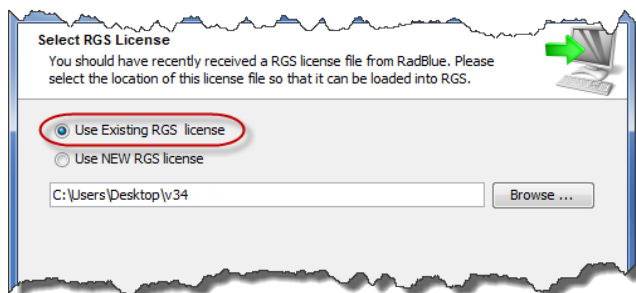 Select RGS License
You should have recently received a RGS license file from RadBlue. Please
select the location of this license file so that it can be loaded into RGS.
Use Existing RGS license
Use NEW RGS license
C:\Users\Desktop\v34
Browse ...